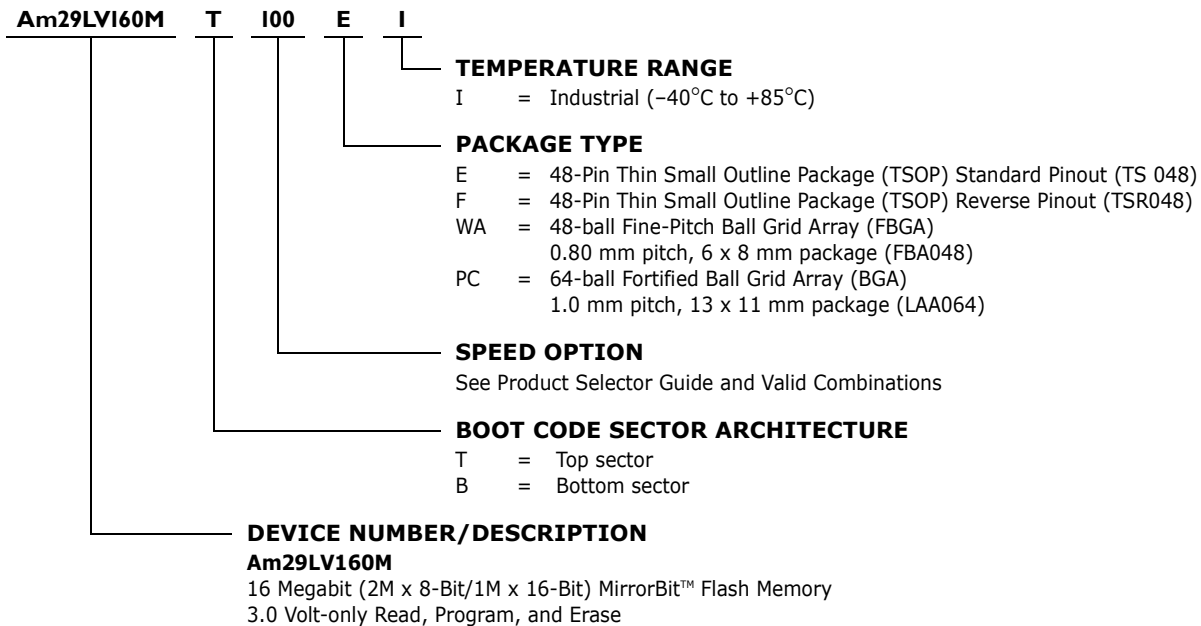 Am29LV160M T 100 E I
TEMPERATURE RANGE
I = Industrial (–40°C to +85°C)
PACKAGE TYPE
E = 48-Pin Thin Small Outline Package (TSOP) Standard Pinout (TS 048)
F = 48-Pin Thin Small Outline Package (TSOP) Reverse Pinout (TSR048)
WA = 48-ball Fine-Pitch Ball Grid Array (FBGA)
0.80 mm pitch, 6 x 8 mm package (FBA048)
PC = 64-ball Fortified Ball Grid Array (BGA)
1.0 mm pitch, 13 x 11 mm package (LAA064)
SPEED OPTION
See Product Selector Guide and Valid Combinations
BOOT CODE SECTOR ARCHITECTURE
T = Top sector
B = Bottom sector
DEVICE NUMBER/DESCRIPTION
Am29LV160M
16 Megabit (2M x 8-Bit/1M x 16-Bit) MirrorBit™ Flash Memory
3.0 Volt-only Read, Program, and Erase